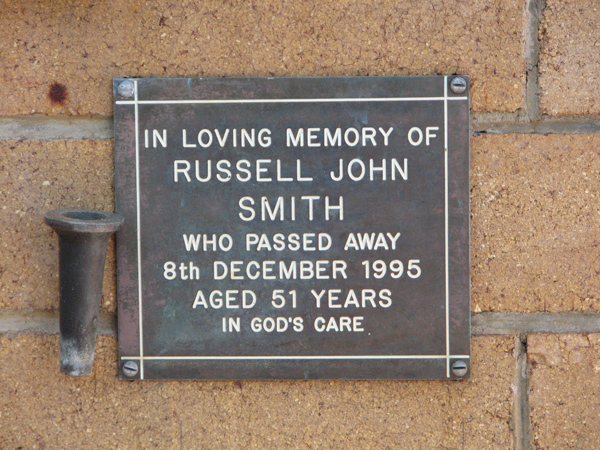 IN LOVING MEMORY OF
RUSSELL JOHN
SMITH
WHO PASSED AWAY
8th DECEMBER 1995
AGED 51 YEARS
IN GOD'S CARE